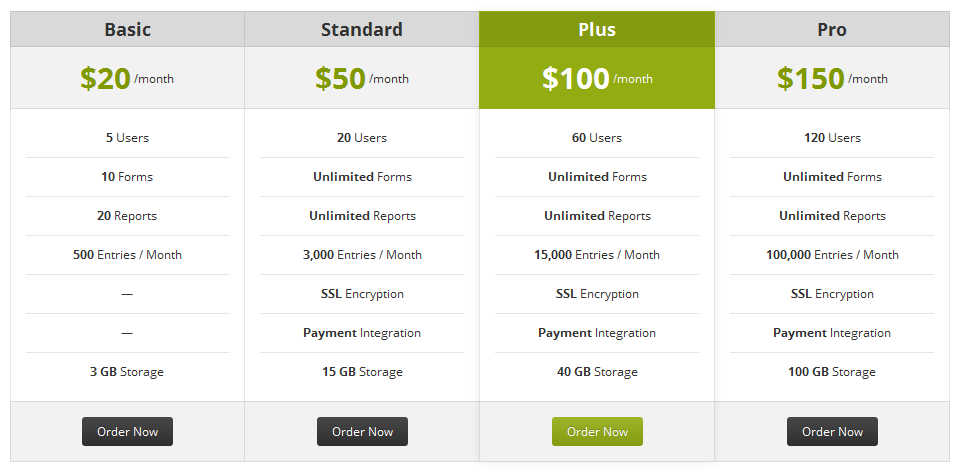 Basic Standard Plus Pro
$20 /month $50 /month $100 /month $150 /month
5 Users 20 Users 60 Users 120 Users
10 Forms Unlimited Forms Unlimited Forms Unlimited Forms
20 Reports Unlimited Reports Unlimited Reports Unlimited Reports
500 Entries / Month 3,000 Entries / Month 15,000 Entries / Month 100,000 Entries / Month
— SSL Encryption SSL Encryption SSL Encryption
— Payment Integration Payment Integration Payment Integration
3 GB Storage 15 GB Storage 40 GB Storage 100 GB Storage
Order Now Order Now Order Now Order Now